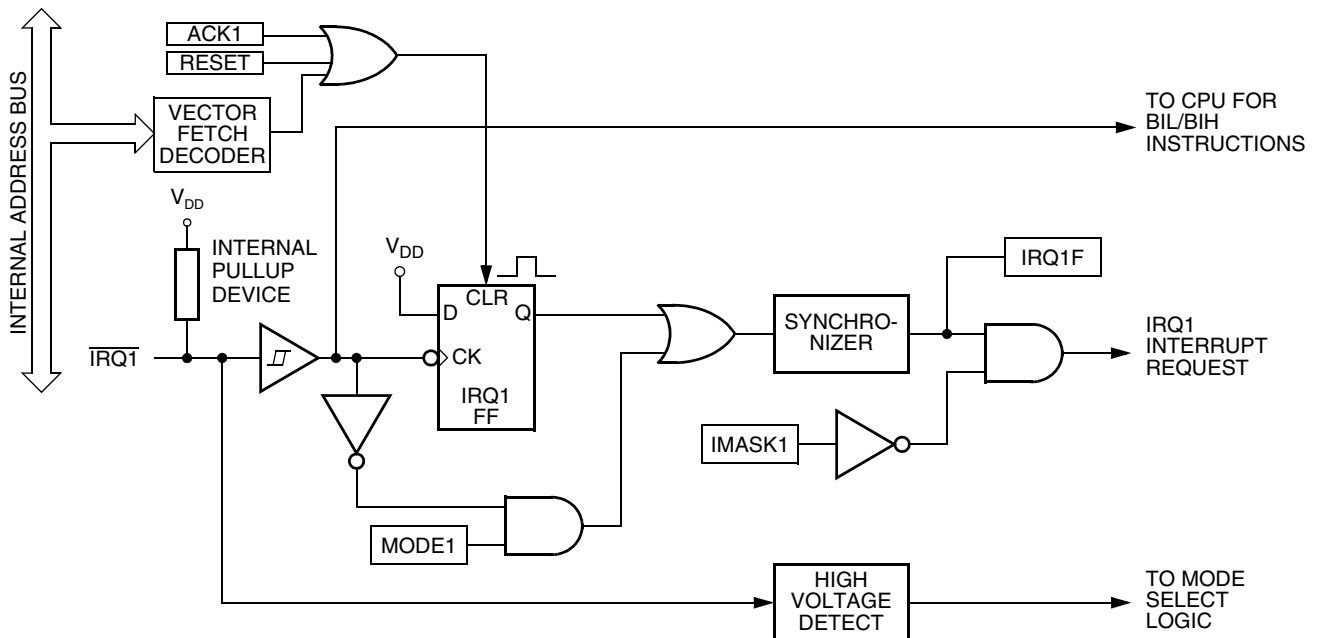 INTERNAL ADDRESS BUS
ACK1
RESET
VECTOR
FETCH
DECODER
TO CPU FOR
BIL/BIH
INSTRUCTIONS
VDD
INTERNAL
PULLUP
DEVICE
VDD
IRQ1
D
CLR
Q
CK
IRQ1
FF
SYNCHRO-
NIZER
IRQ1F
IRQ1
INTERRUPT
REQUEST
IMASK1
MODE1
HIGH
VOLTAGE
DETECT
TO MODE
SELECT
LOGIC